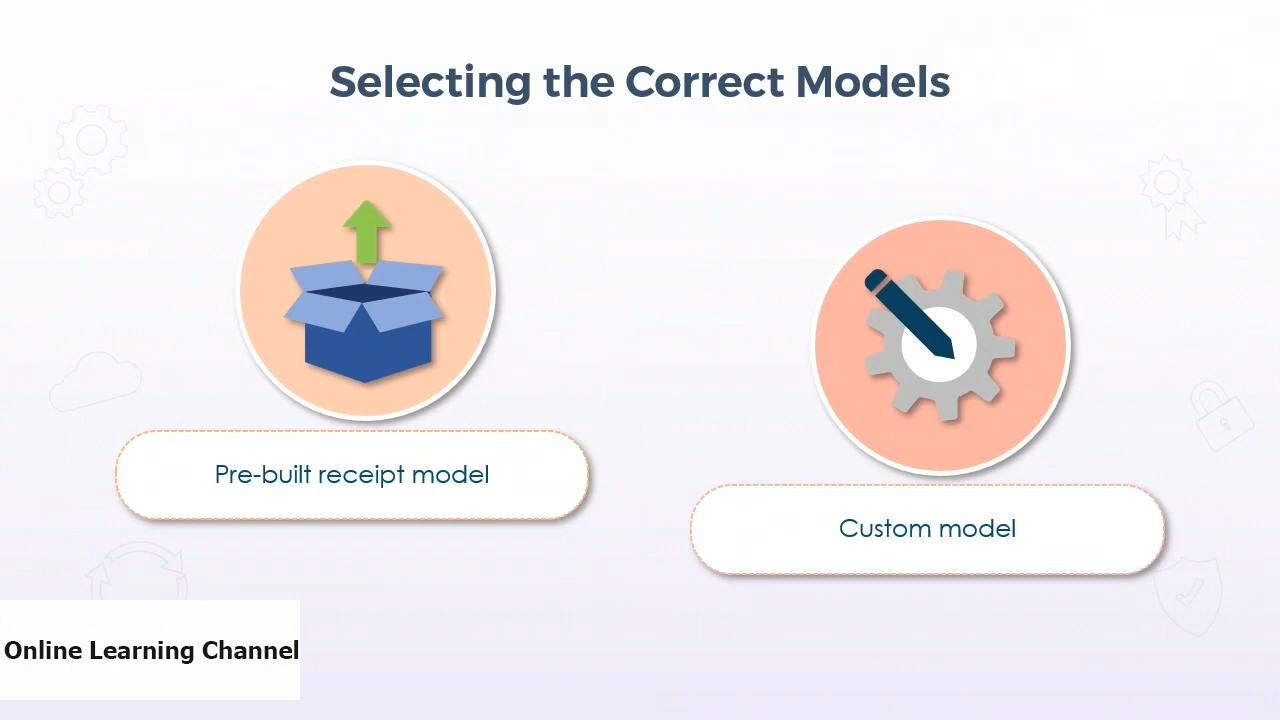 Selecting the Correct Models
Pre-built receipt model
Custom model
Online Learning Channel